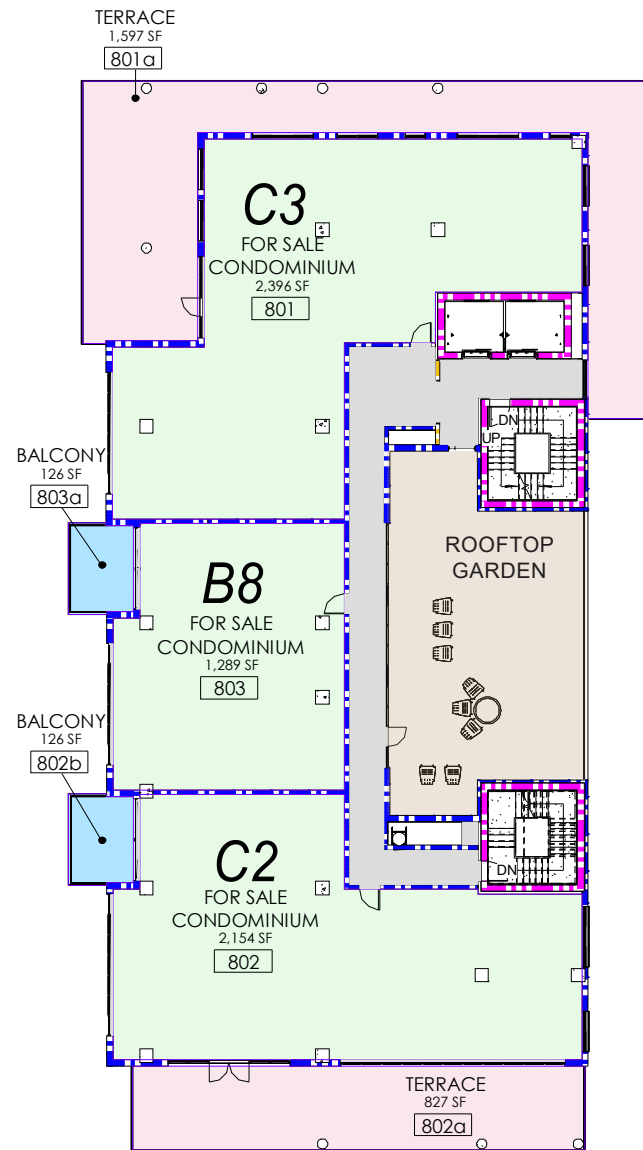 TERRACE
1,597 SF
801a
C3
FOR SALE
CONDOMINIUM
2,396 SF
801
DN
UP
BALCONY
126 SF
803a
ROOFTOP
GARDEN
B8
FOR SALE
CONDOMINIUM
1,289 SF
803
BALCONY
126 SF
802b
C2
FOR SALE
CONDOMINIUM
2,154 SF
802
DN
TERRACE
827 SF
802a